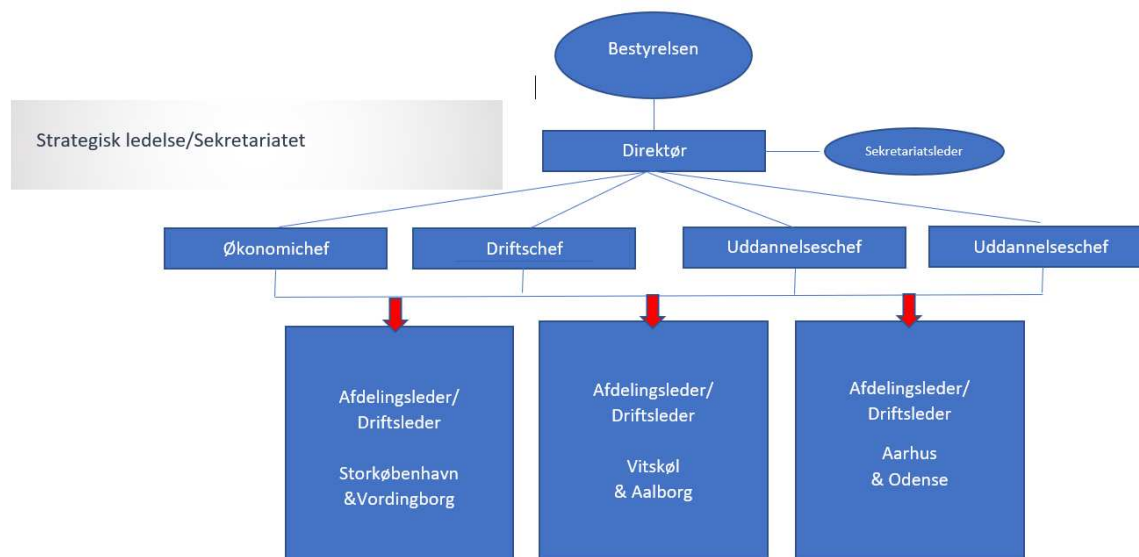 Bestyrelsen
Strategisk ledelse/Sekretariatet
Direktør
Sekretariatsleder
Økonomichef
Driftschef
Uddannelseschef
Uddannelseschef
Afdelingsleder/
Driftsleder
Storkøbenhavn
&Vordingborg
Afdelingsleder/
Driftsleder
Vitskøl
& Aalborg
Afdelingsleder/
Driftsleder
Aarhus
& Odense